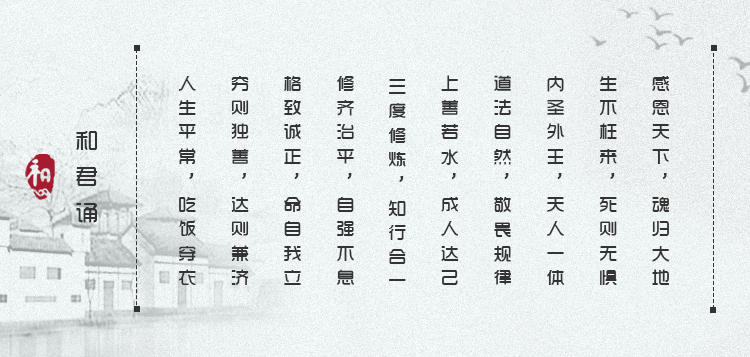 和
和君诵
人生平常，吃饭穿衣
穷则独善，达则兼济
格致诚正，命自我立
修齐治平，自强不息
三度修炼，知行合一
上善若水，成人达己
道法自然，敬畏规律
内圣外王，天人一体
生不枉来，死则无惧
感恩天下，魂归大地